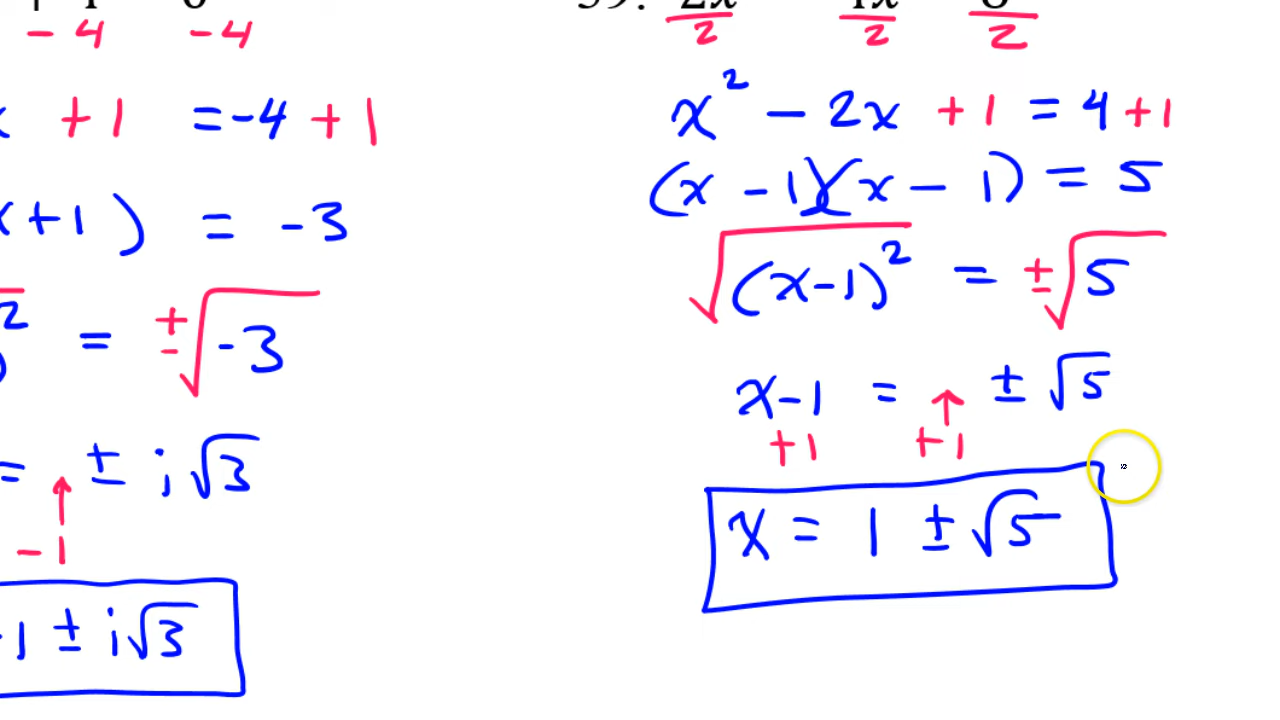 - 4 - 4
+ 1 = -4 + 1
x + 1 ) = -3
2 = ± √-3
= ± i√3
- 1
-1 ± i√3
39. 2x 4x 8
2 2 2
x² - 2x + 1 = 4 + 1
(x - 1)(x - 1) = 5
√(x-1)² = ± √5
x-1 = ± √5
+1 +1
x = 1 ± √5